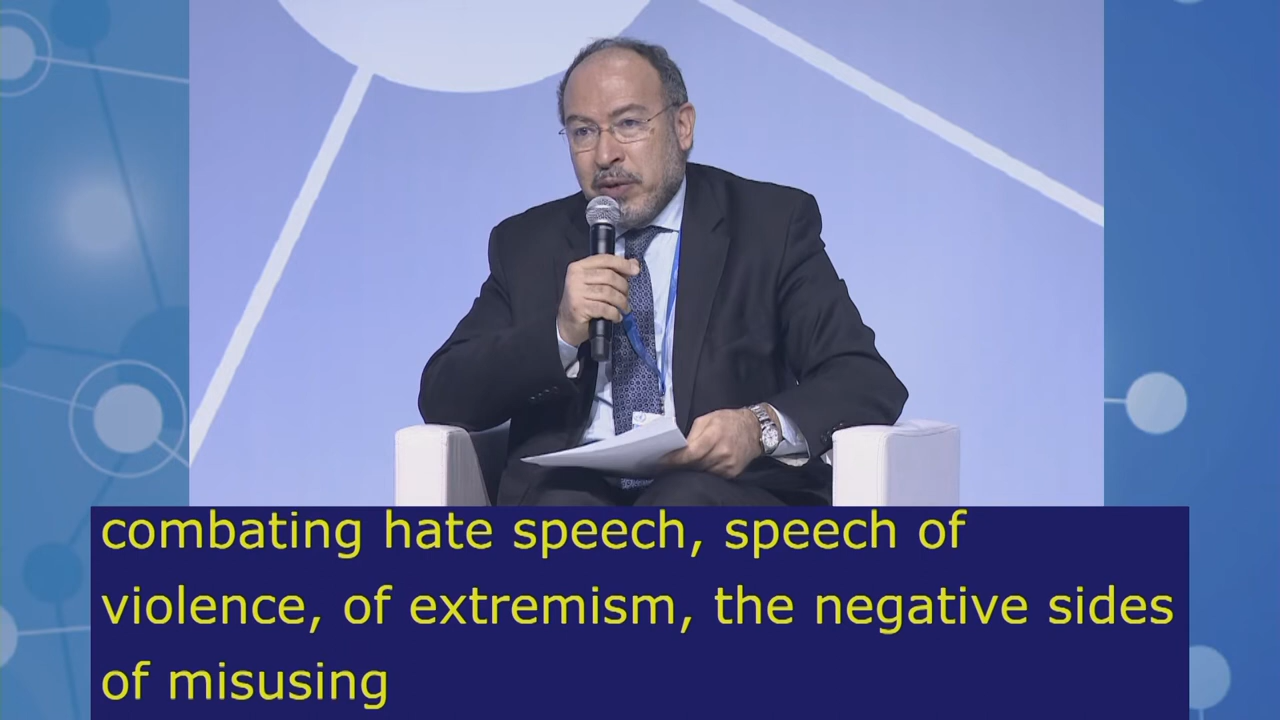 combating hate speech, speech of
violence, of extremism, the negative sides
of misusing